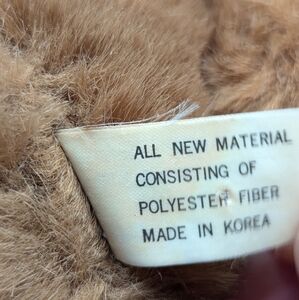 ALL NEW MATERIAL
CONSISTING OF
POLYESTER FIBER
MADE IN KOREA